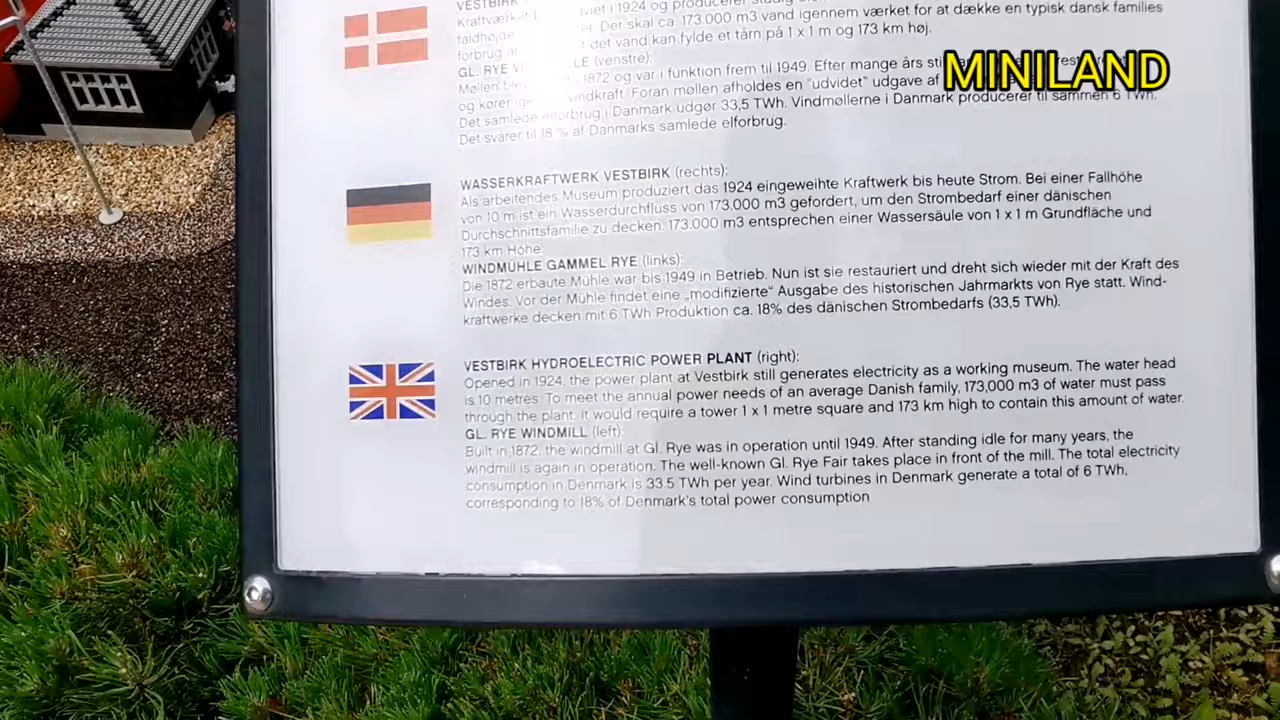 VESTBIRK
Kraftværket
1924 og producerer
faldhøjde
Det skal ca 173.000 m3 vand igennem værket for at dække en typisk dansk families
forbrug
det vand kan fylde et tårn på 1 x 1 m og 173 km høj.
GL. RYE
(venstre):
Møllen
1872 og var i funktion frem til 1949. Efter mange års
og kører
vindkraft. Foran møllen afholdes en "udvidet" udgave af
MINILAND
Det samlede elforbrug i Danmark udgør 33,5 TWh. Vindmøllerne i Danmark producerer til sammen 6 TWh.
Det svarer til 18 % af Danmarks samlede elforbrug.
WASSERKRAFTWERK VESTBIRK (rechts):
Als arbeitendes Museum produziert das 1924 eingeweihte Kraftwerk bis heute Strom. Bei einer Fallhöhe
von 10 m ist ein Wasserdurchfluss von 173.000 m3 gefordert, um den Strombedarf einer dänischen
Durchschnittsfamilie zu decken. 173.000 m3 entsprechen einer Wassersäule von 1 x 1 m Grundfläche und
173 km Höhe.
WINDMÜHLE GAMMEL RYE (links):
Die 1872 erbaute Mühle war bis 1949 in Betrieb. Nun ist sie restauriert und dreht sich wieder mit der Kraft des
Windes. Vor der Mühle findet eine „modifizierte“ Ausgabe des historischen Jahrmarkts von Rye statt. Wind-
kraftwerke decken mit 6 TWh Produktion ca. 18% des dänischen Strombedarfs (33,5 TWh).
VESTBIRK HYDROELECTRIC POWER PLANT (right):
Opened in 1924, the power plant at Vestbirk still generates electricity as a working museum. The water head
is 10 metres. To meet the annual power needs of an average Danish family, 173,000 m3 of water must pass
through the plant. It would require a tower 1 x 1 metre square and 173 km high to contain this amount of water.
GL. RYE WINDMILL (left):
Built in 1872, the windmill at Gl. Rye was in operation until 1949. After standing idle for many years, the
windmill is again in operation. The well-known Gl. Rye Fair takes place in front of the mill. The total electricity
consumption in Denmark is 33.5 TWh per year. Wind turbines in Denmark generate a total of 6 TWh,
corresponding to 18% of Denmark's total power consumption